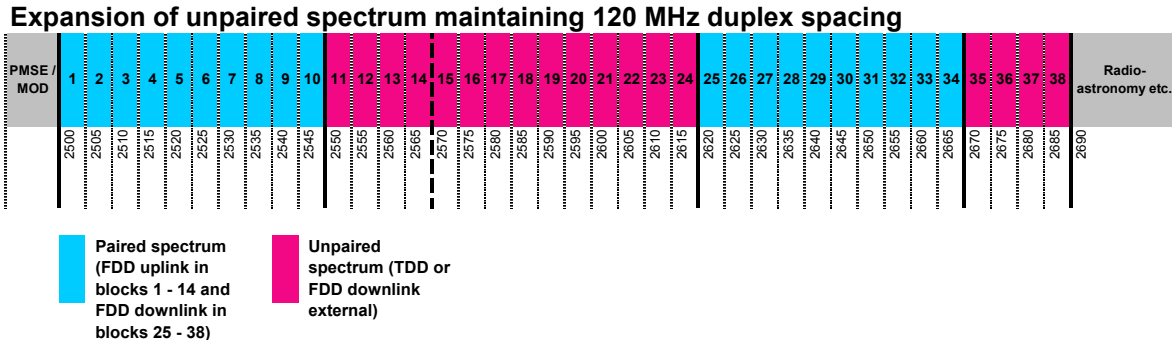 Expansion of unpaired spectrum maintaining 120 MHz duplex spacing
PMSE /
MOD
1 2 3 4 5 6 7 8 9 10 11 12 13 14 15 16 17 18 19 20 21 22 23 24 25 26 27 28 29 30 31 32 33 34 35 36 37 38
Radio-
astronomy etc.
2500 2505 2510 2515 2520 2525 2530 2535 2540 2545 2550 2555 2560 2565 2570 2575 2580 2585 2590 2595 2600 2605 2610 2615 2620 2625 2630 2635 2640 2645 2650 2655 2660 2665 2670 2675 2680 2685 2690
Paired spectrum
(FDD uplink in
blocks 1 - 14 and
FDD downlink in
blocks 25 - 38)
Unpaired
spectrum (TDD or
FDD downlink
external)